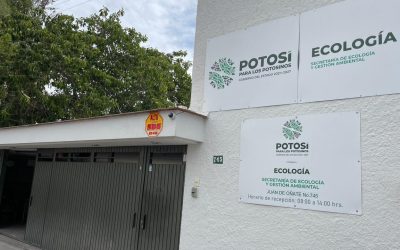 POTOSÍ
PARA LOS POTOSINOS
GOBIERNO DEL ESTADO 2021-2027
ECOLOGÍA
SECRETARÍA DE ECOLOGÍA
Y GESTIÓN AMBIENTAL
745
POTOSÍ
PARA LOS POTOSINOS
ECOLOGÍA
SECRETARÍA DE ECOLOGÍA
Y GESTIÓN AMBIENTAL
JUAN DE OÑATE No.745
Horario de recepción: 08:00 a 14:00 hrs.